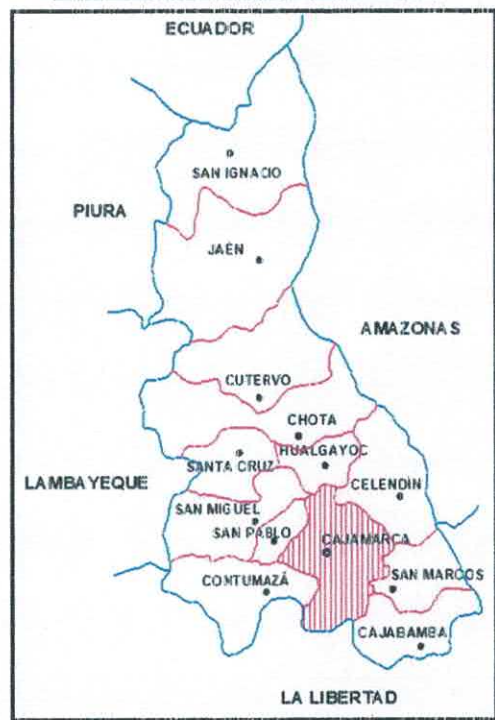 ECUADOR
SAN IGNACIO
PIURA
JAÉN
AMAZONAS
CUTERVO
CHOTA
HUALGAYOC
SANTA CRUZ
LAMBAYEQUE
CELENDÍN
SAN MIGUEL
SAN PABLO
CAJAMARCA
CONTUMAZÁ
SAN MARCOS
CAJABAMBA
LA LIBERTAD